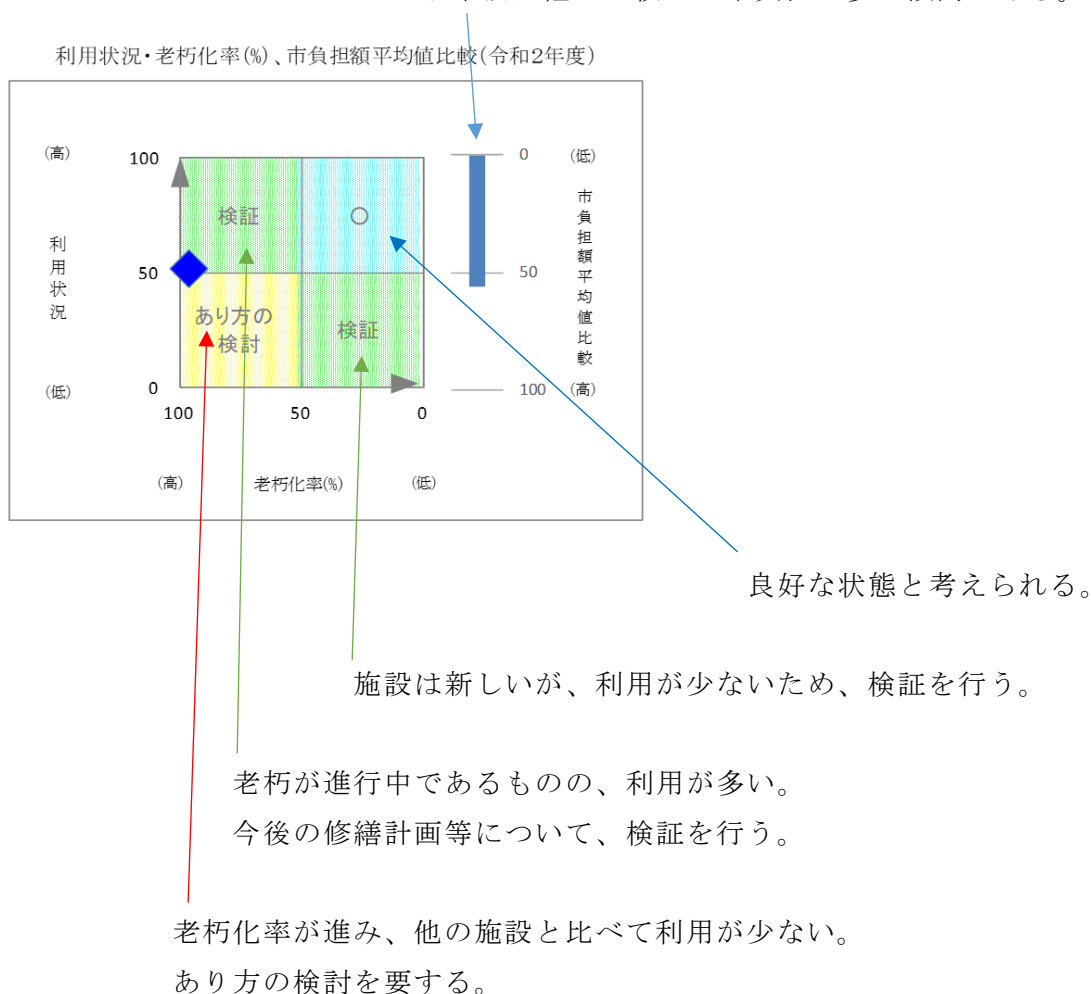 利用状況・老朽化率(%)、市負担額平均値比較(令和2年度)
(高)
100
0
(低)
検証
○
市負担額平均値比較
利用状況
50
50
あり方の
検討
検証
(低)
0
100
(高)
100
50
0
(高)
老朽化率(%)
(低)
良好な状態と考えられる。
施設は新しいが、利用が少ないため、検証を行う。
老朽が進行中であるものの、利用が多い。
今後の修繕計画等について、検証を行う。
老朽化率が進み、他の施設と比べて利用が少ない。
あり方の検討を要する。